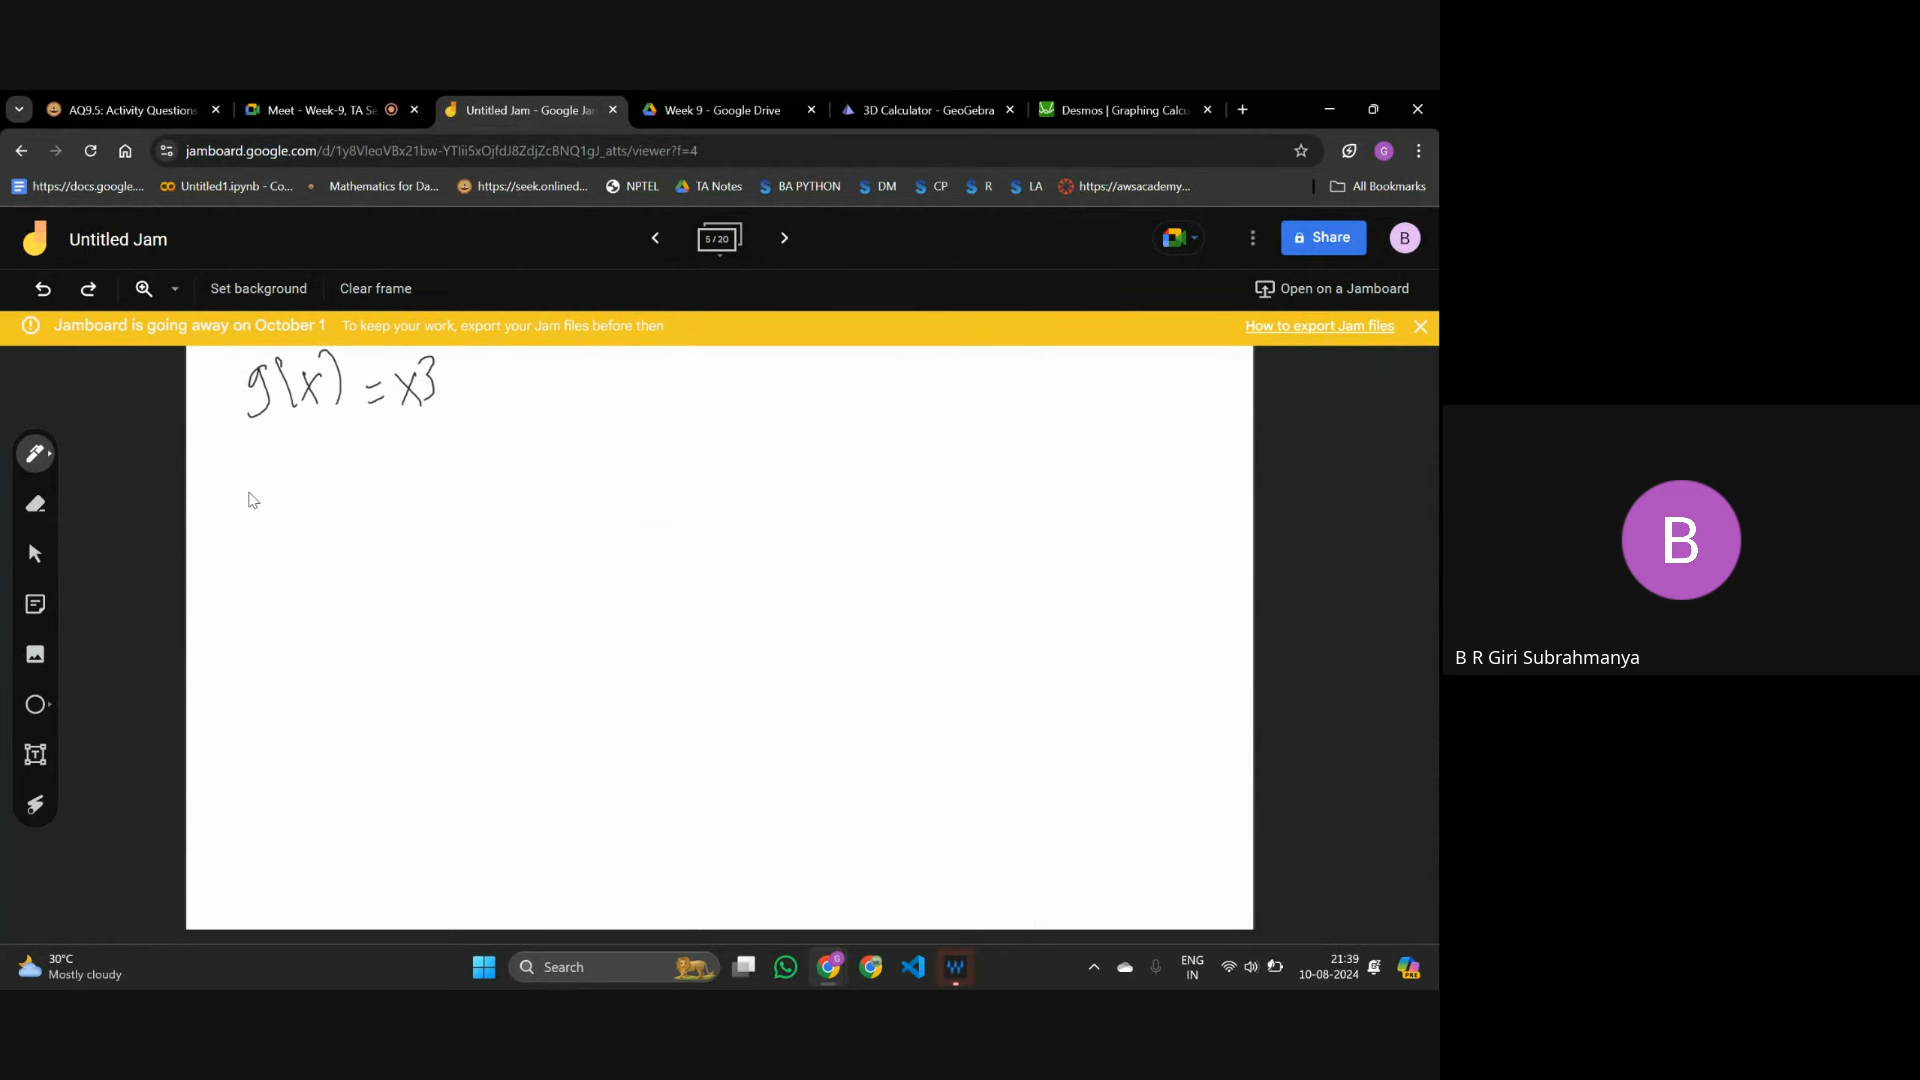 AQ9.5: Activity Questions
Meet - Week-9, TA Se
Untitled Jam - Google Jam
Week 9 - Google Drive
3D Calculator - GeoGebra
Desmos | Graphing Calcu
jamboard.google.com/d/1y8VleoVBx21bw-YTIii5xOjfdJ8ZdjZcBNQ1gJ_atts/viewer?f=4
G
https://docs.google....
Untitled1.ipynb - Co...
Mathematics for Da...
https://seek.onlined...
NPTEL
TA Notes
BA PYTHON
DM
CP
R
LA
https://awsacademy...
All Bookmarks
Untitled Jam
5 / 20
Share
B
Set background
Clear frame
Open on a Jamboard
Jamboard is going away on October 1 To keep your work, export your Jam files before then
How to export Jam files
g(x) = x3
B
B R Giri Subrahmanya
30°C
Mostly cloudy
Search
ENG
IN
21:39
10-08-2024
PRE